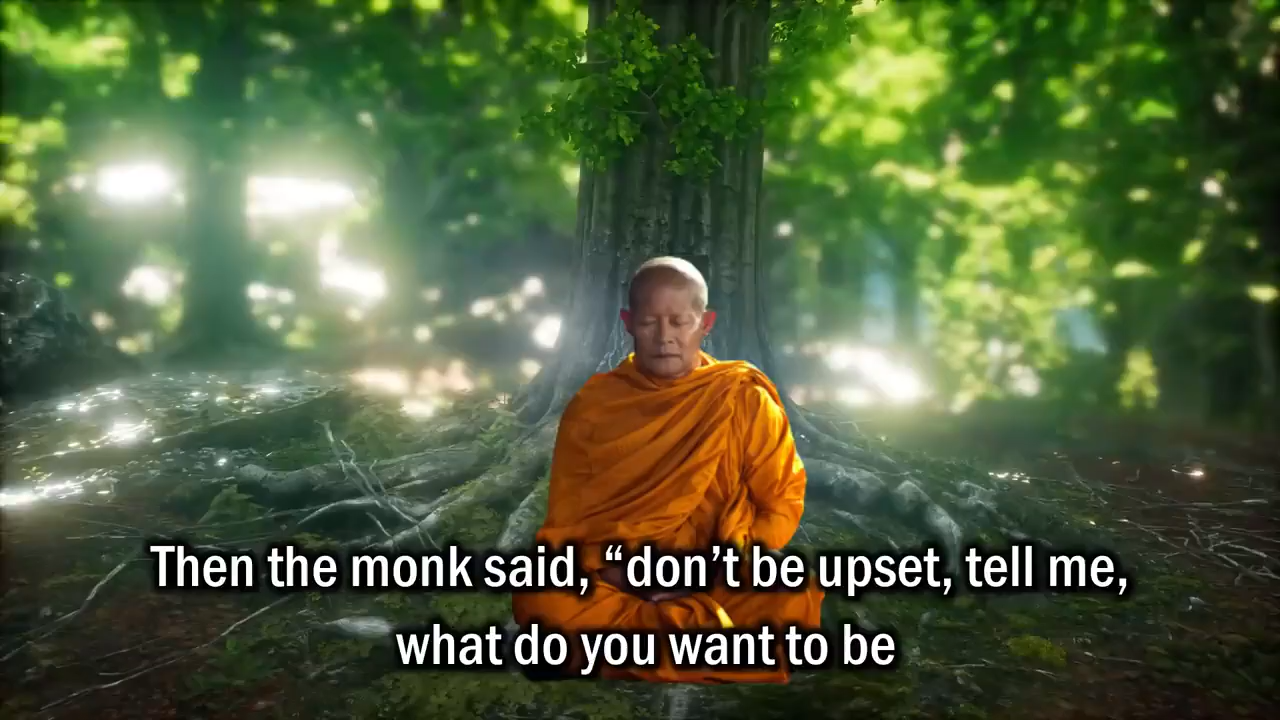 Then the monk said, “don’t be upset, tell me,
what do you want to be